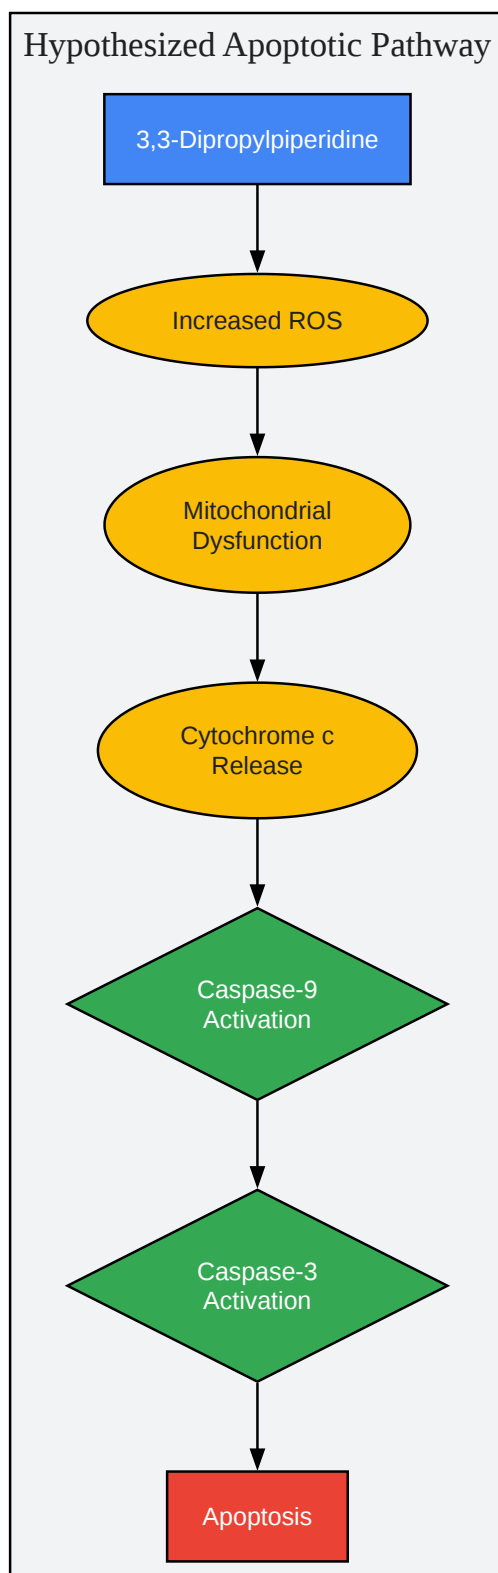 Hypothesized Apoptotic Pathway
3,3-Dipropylpiperidine
Increased ROS
Mitochondrial
Dysfunction
Cytochrome c
Release
Caspase-9
Activation
Caspase-3
Activation
Apoptosis